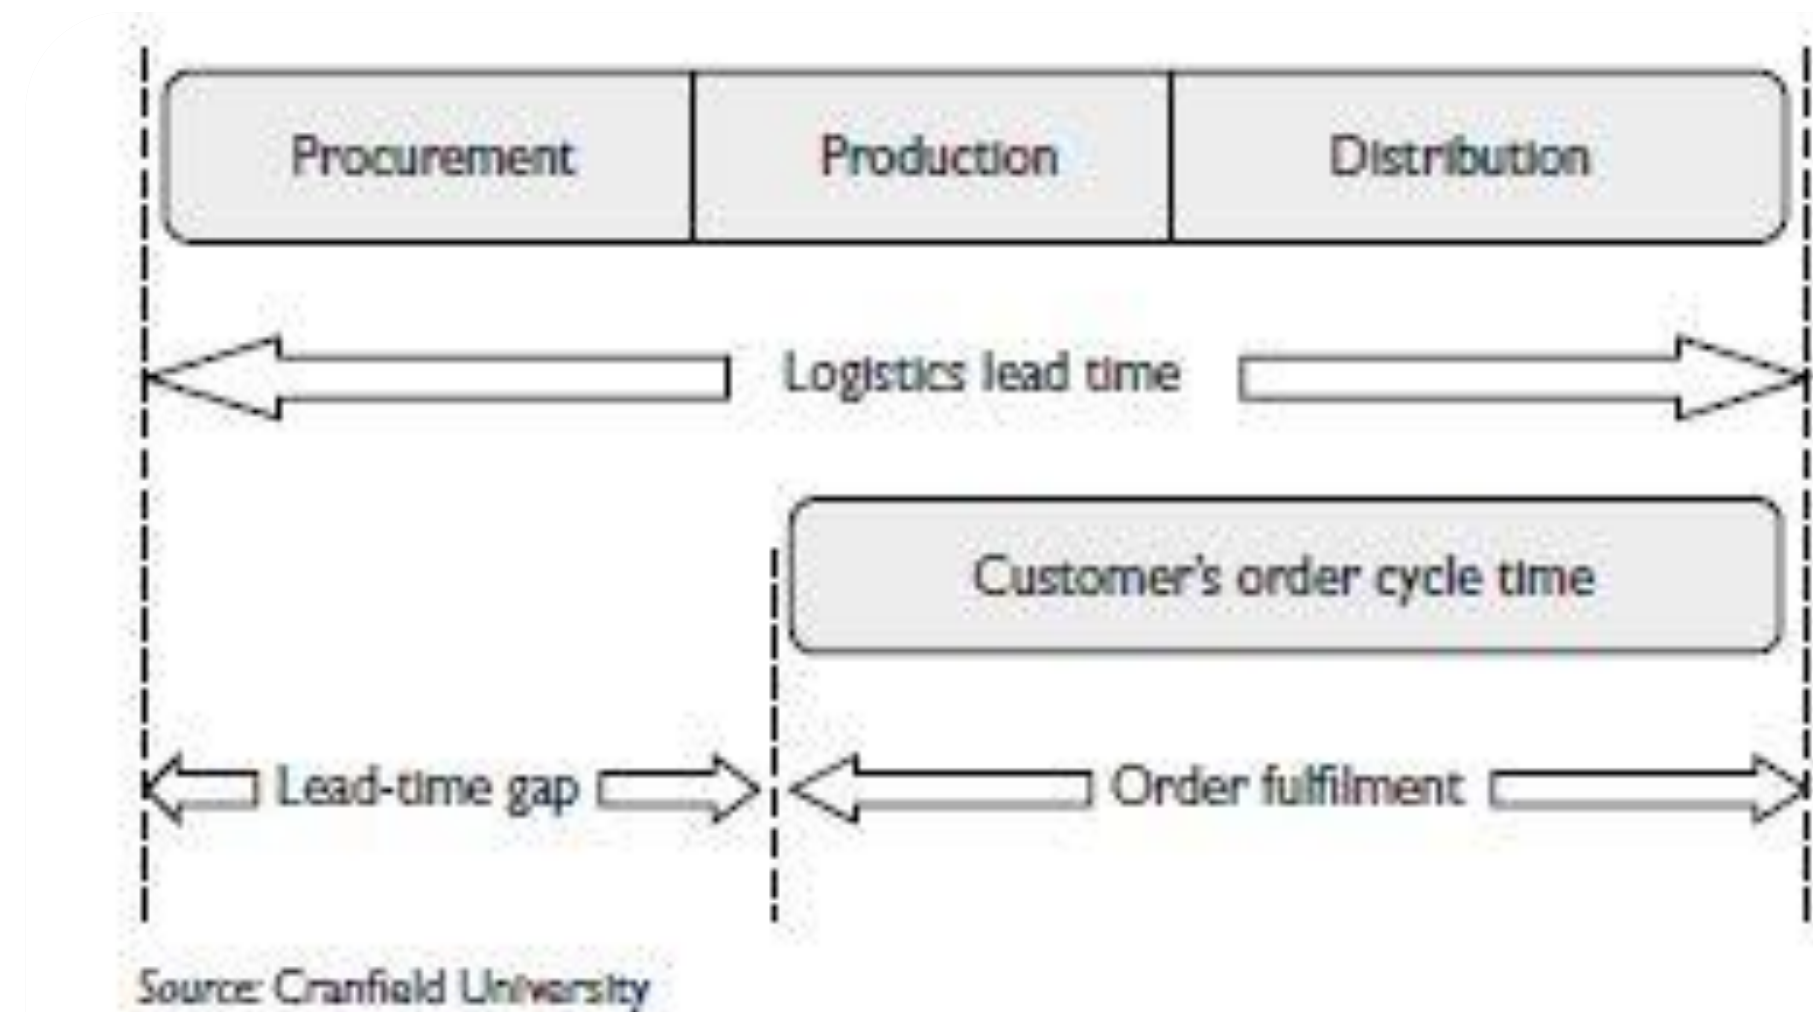 Procurement
Production
Distribution
Logistics lead time
Customer's order cycle time
Lead-time gap
Order fulfilment
Source: Cranfield University